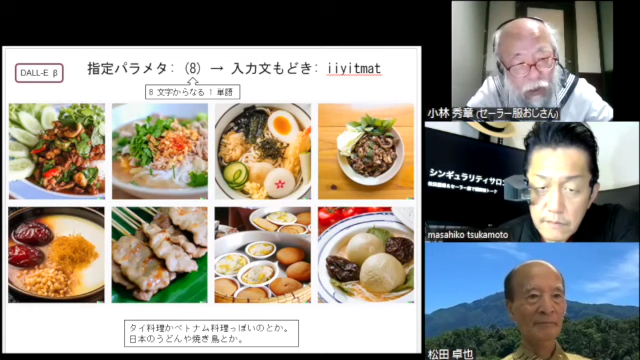 DALL-E β
指定パラメタ: (8) → 入力文もどき: iiyitmat
8 文字からなる 1 単語
タイ料理かベトナム料理っぽいのとか。
日本のうどんや焼き鳥とか。
小林 秀章 (セーラー服おじさん)
シンギュラリティサロン
masahiko tsukamoto
松田 卓也